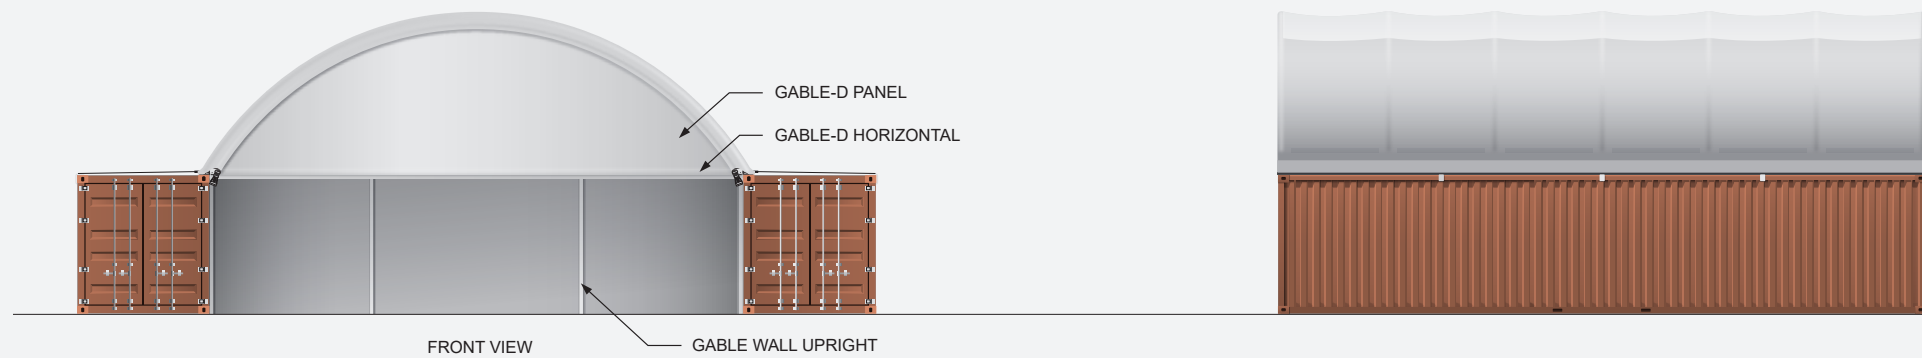 GABLE-D PANEL
GABLE-D HORIZONTAL
FRONT VIEW
GABLE WALL UPRIGHT